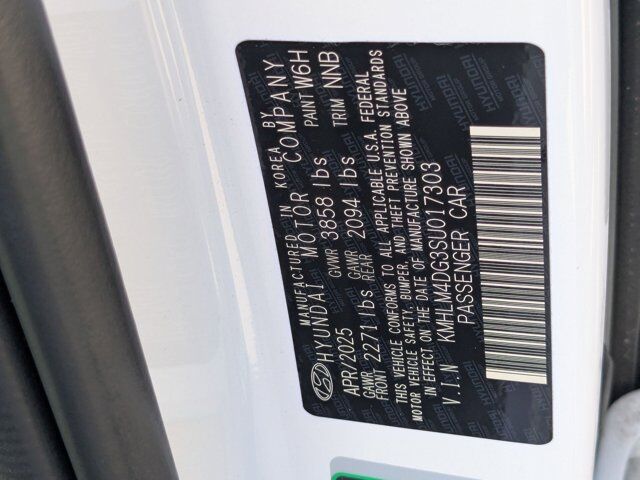 MANUFACTURED IN KOREA BY
HYUNDAI MOTOR COMPANY
APR/2025 GVWR 3858 lbs PAINT W6H
GAWR FRONT 2271 lbs GAWR REAR 2094 lbs TRIM NNB
THIS VEHICLE CONFORMS TO ALL APPLICABLE U.S.A. FEDERAL
MOTOR VEHICLE SAFETY, BUMPER, AND THEFT PREVENTION STANDARDS
IN EFFECT ON THE DATE OF MANUFACTURE SHOWN ABOVE
V.I.N KMHLM4DG3SU017303
PASSENGER CAR